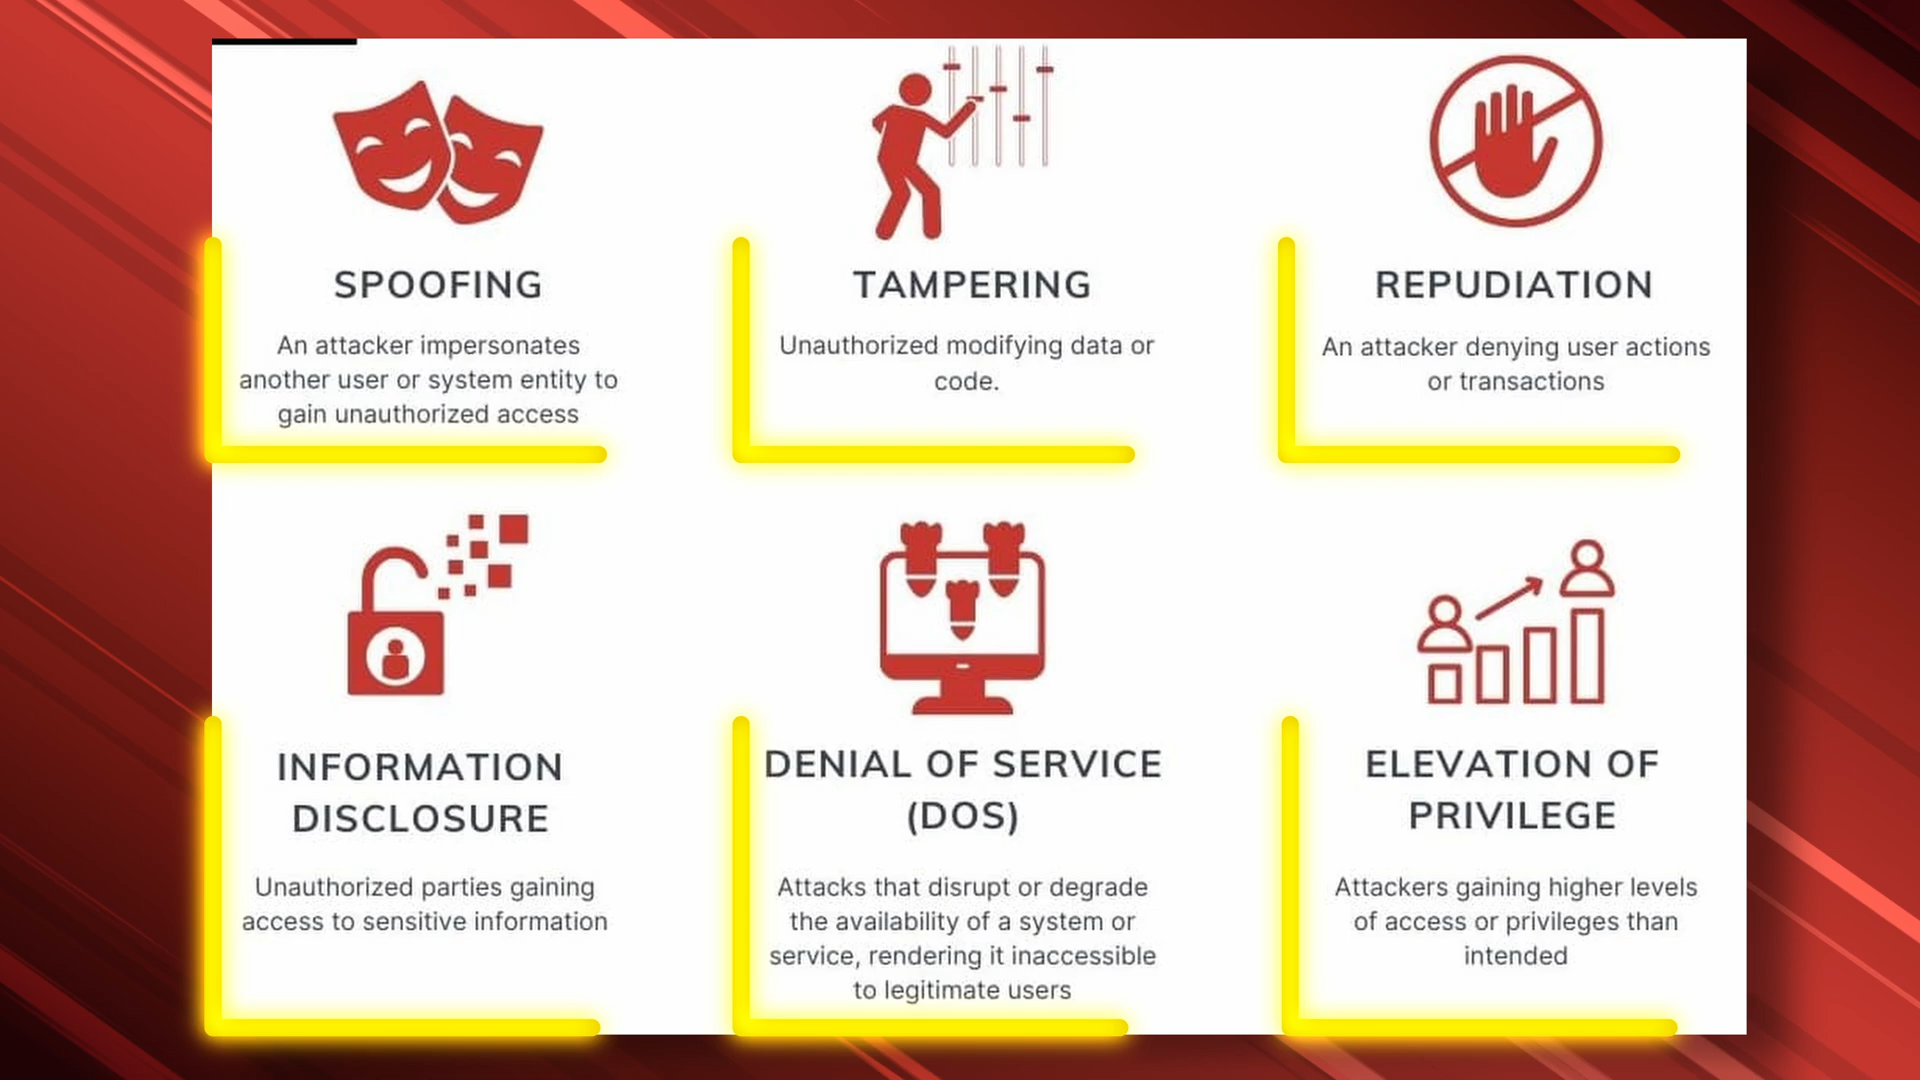 SPOOFING
An attacker impersonates
another user or system entity to
gain unauthorized access
TAMPERING
Unauthorized modifying data or
code.
REPUDIATION
An attacker denying user actions
or transactions
INFORMATION
DISCLOSURE
Unauthorized parties gaining
access to sensitive information
DENIAL OF SERVICE
(DOS)
Attacks that disrupt or degrade
the availability of a system or
service, rendering it inaccessible
to legitimate users
ELEVATION OF
PRIVILEGE
Attackers gaining higher levels
of access or privileges than
intended